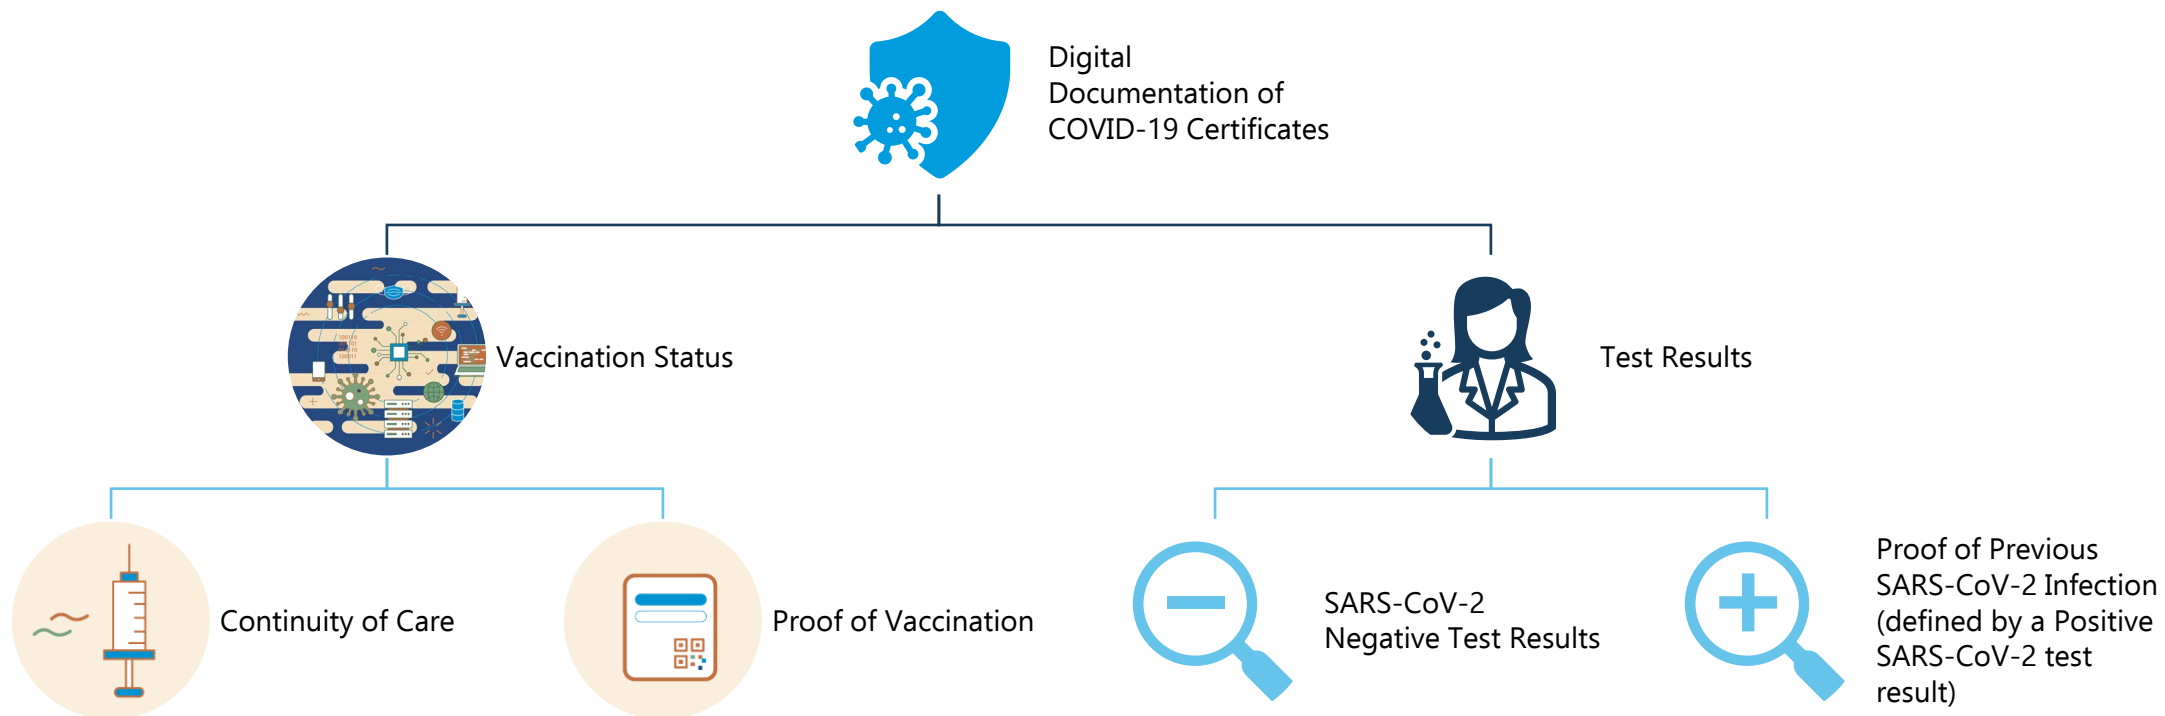 Digital
Documentation of
COVID-19 Certificates
Vaccination Status
Test Results
Continuity of Care
Proof of Vaccination
SARS-CoV-2
Negative Test Results
Proof of Previous
SARS-CoV-2 Infection
(defined by a Positive
SARS-CoV-2 test
result)